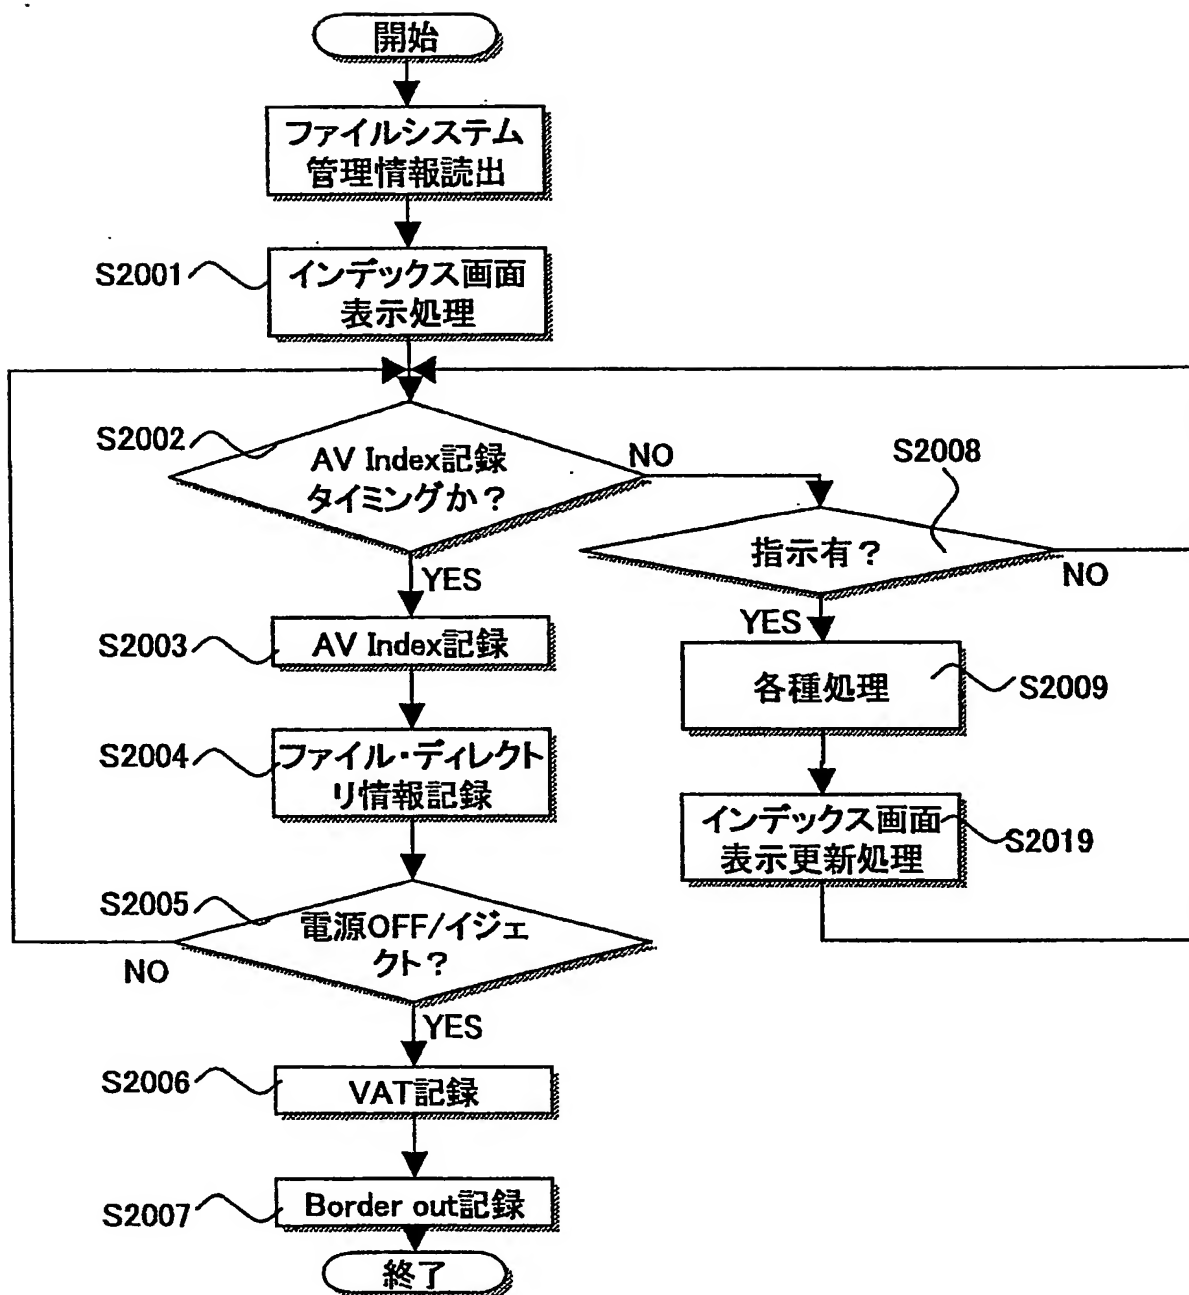 開始
ファイルシステム
管理情報読出
S2001
インデックス画面
表示処理
S2002
AV Index記録
タイミングか？
NO
YES
S2008
指示有？
NO
YES
S2003
AV Index記録
S2009
各種処理
S2004
ファイル・ディレクト
リ情報記録
S2019
インデックス画面
表示更新処理
S2005
電源OFF/イジェ
クト？
NO
YES
S2006
VAT記録
S2007
Border out記録
終了